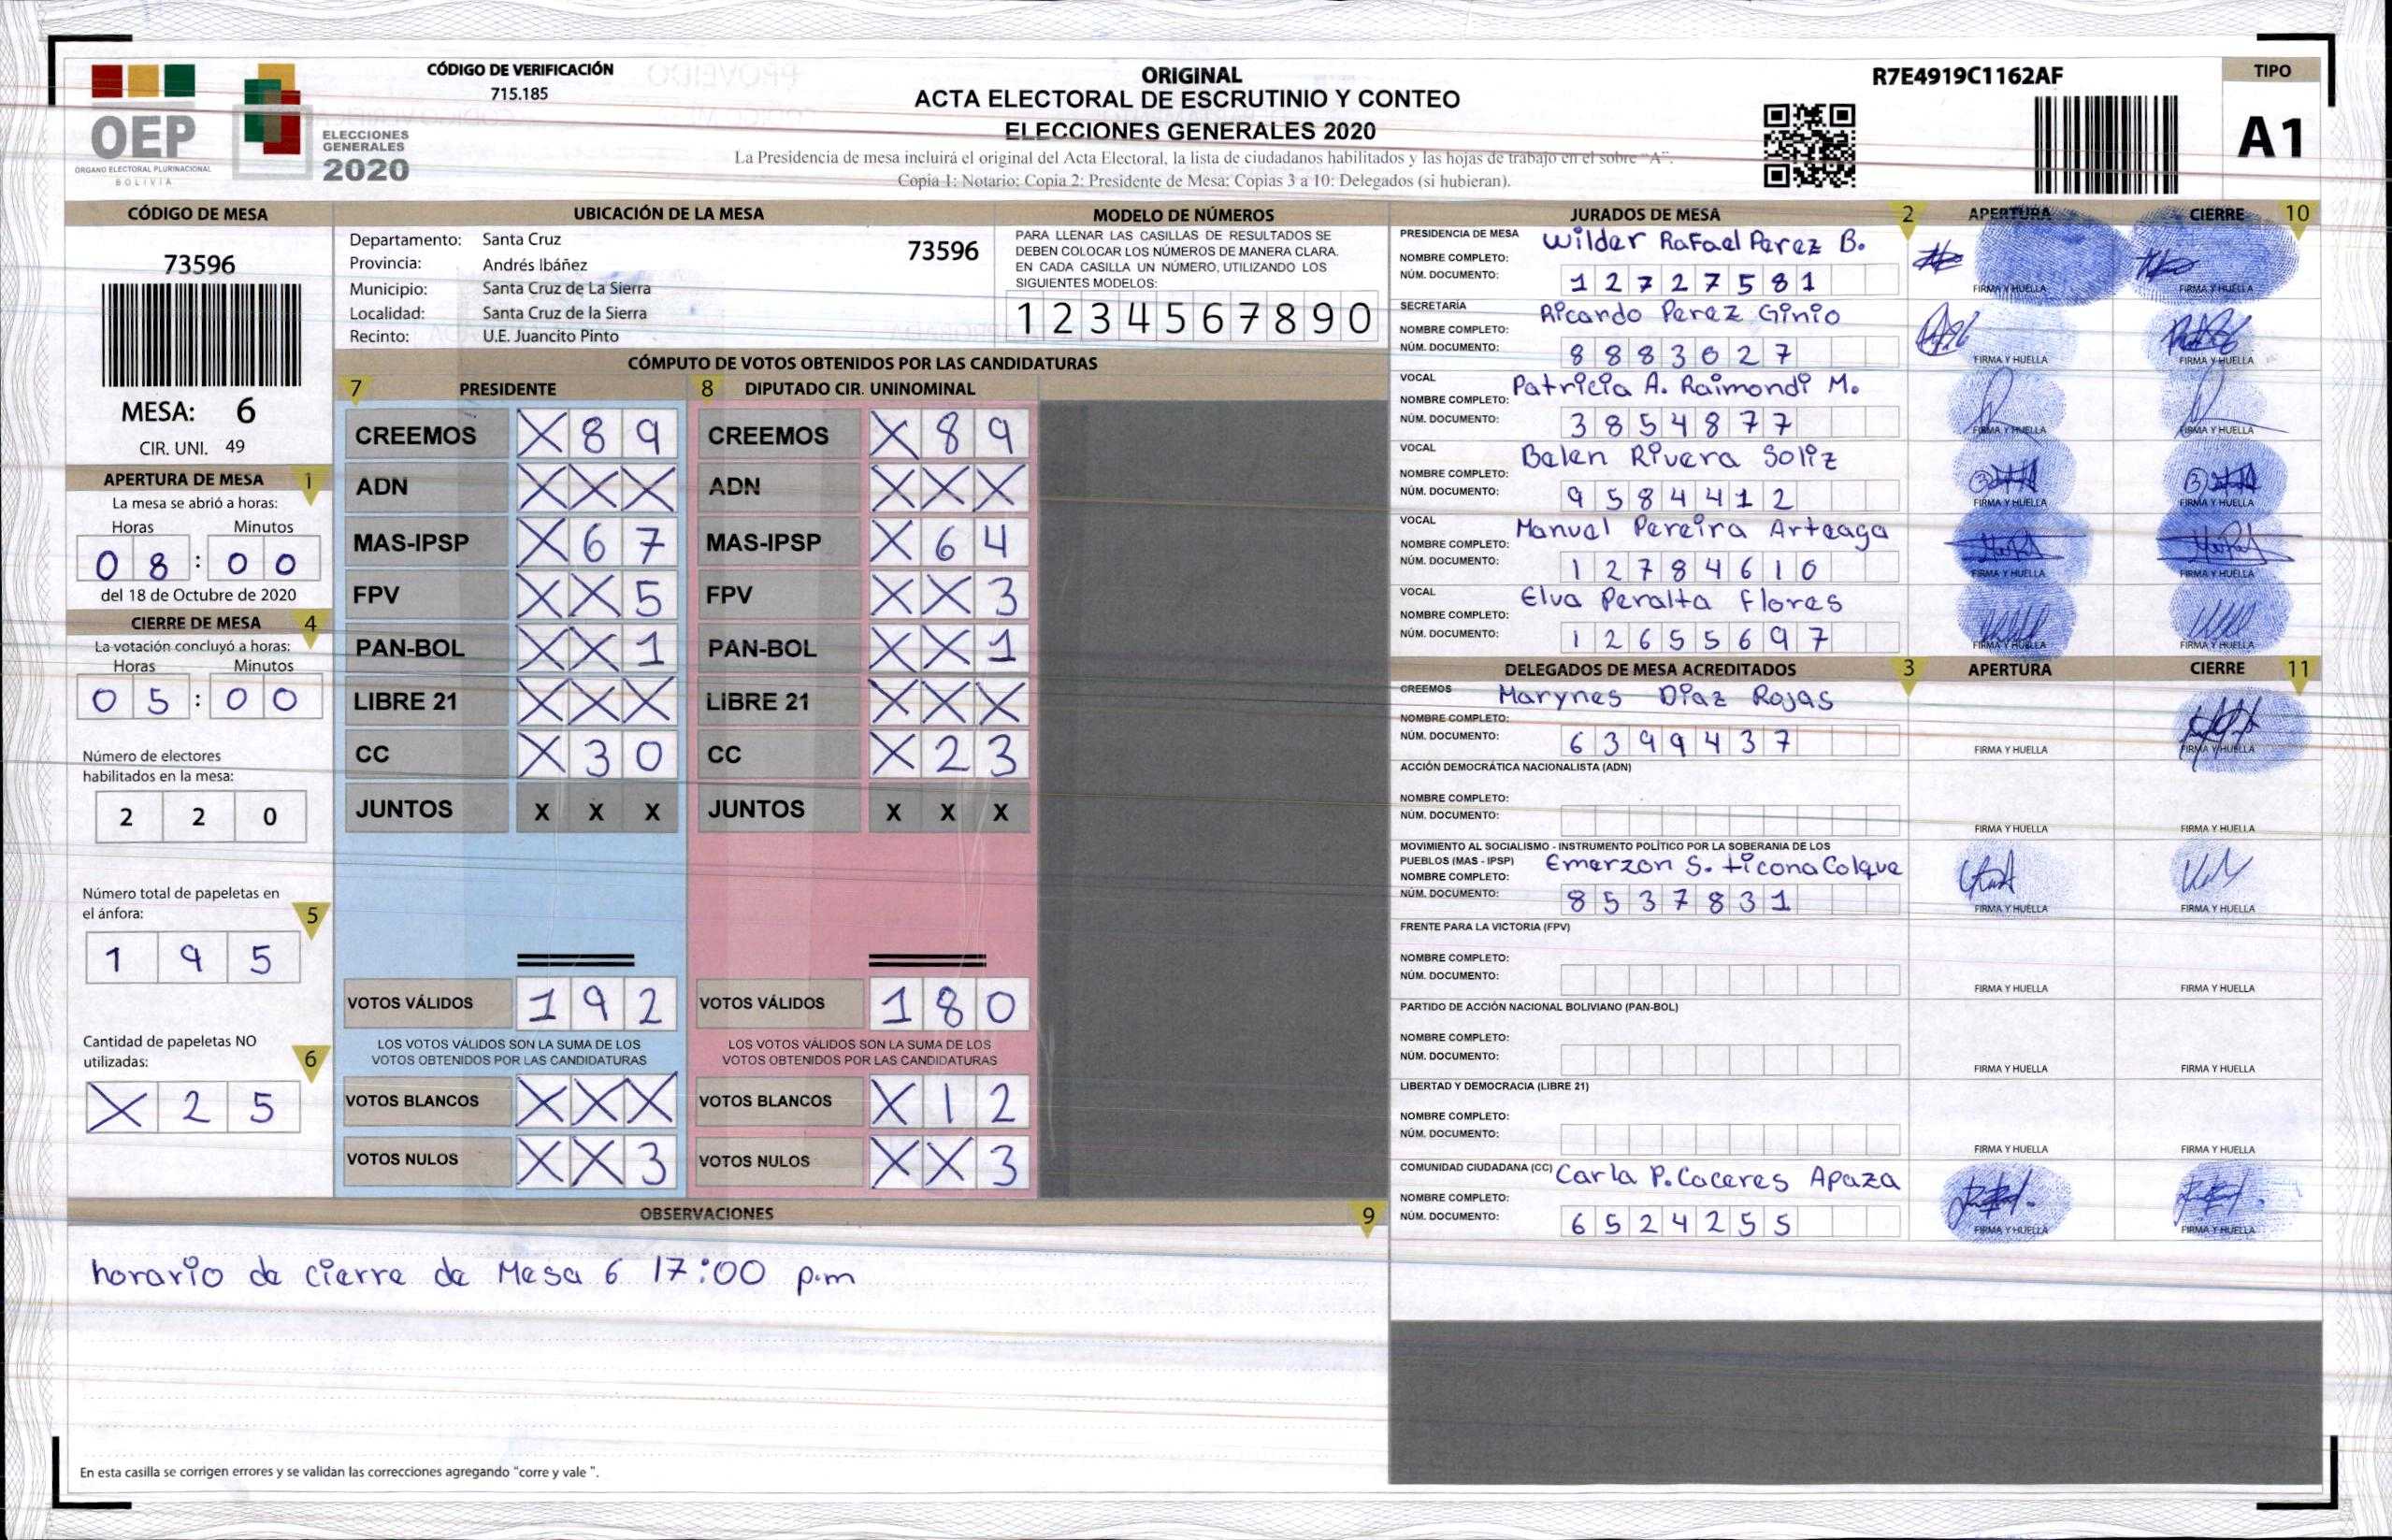 CÓDIGO DE VERIFICACIÓN
715.185
OEP
ORGANO ELECTORAL PLURINACIONAL
BOLIVIA
ELECCIONES
GENERALES
2020
ORIGINAL
ACTA ELECTORAL DE ESCRUTINIO Y CONTEO
ELECCIONES GENERALES 2020
La Presidencia de mesa incluirá el original del Acta Electoral, la lista de ciudadanos habilitados y las hojas de trabajo en el sobre "A".
Copia 1: Notario; Copia 2: Presidente de Mesa; Copias 3 a 10: Delegados (si hubieran).
R7E4919C1162AF
TIPO
A1
CÓDIGO DE MESA
73596
MESA: 6
CIR. UNI. 49
APERTURA DE MESA 1
La mesa se abrió a horas:
Horas Minutos
0 8 : 0 0
del 18 de Octubre de 2020
CIERRE DE MESA 4
La votación concluyó a horas:
Horas Minutos
0 5 : 0 0
Número de electores
habilitados en la mesa:
2 2 0
Número total de papeletas en
el ánfora: 5
1 9 5
Cantidad de papeletas NO
utilizadas: 6
X 2 5
UBICACIÓN DE LA MESA
Departamento: Santa Cruz 73596
Provincia: Andrés Ibáñez
Municipio: Santa Cruz de La Sierra
Localidad: Santa Cruz de la Sierra
Recinto: U.E. Juancito Pinto
MODELO DE NÚMEROS
PARA LLENAR LAS CASILLAS DE RESULTADOS SE
DEBEN COLOCAR LOS NÚMEROS DE MANERA CLARA.
EN CADA CASILLA UN NÚMERO, UTILIZANDO LOS
SIGUIENTES MODELOS:
1 2 3 4 5 6 7 8 9 0
CÓMPUTO DE VOTOS OBTENIDOS POR LAS CANDIDATURAS
7 PRESIDENTE 8 DIPUTADO CIR. UNINOMINAL
CREEMOS X 8 9 CREEMOS X 8 9
ADN X X X ADN X X X
MAS-IPSP X 6 7 MAS-IPSP X 6 4
FPV X X 5 FPV X X 3
PAN-BOL X X 1 PAN-BOL X X 1
LIBRE 21 X X X LIBRE 21 X X X
CC X 3 0 CC X 2 3
JUNTOS X X X JUNTOS X X X
VOTOS VÁLIDOS 1 9 2 VOTOS VÁLIDOS 1 8 0
LOS VOTOS VÁLIDOS SON LA SUMA DE LOS LOS VOTOS VÁLIDOS SON LA SUMA DE LOS
VOTOS OBTENIDOS POR LAS CANDIDATURAS VOTOS OBTENIDOS POR LAS CANDIDATURAS
VOTOS BLANCOS X X X VOTOS BLANCOS X 1 2
VOTOS NULOS X X 3 VOTOS NULOS X X 3
OBSERVACIONES 9
horario de cierre de Mesa 6 17:00 p.m
En esta casilla se corrigen errores y se validan las correcciones agregando "corre y vale ".
JURADOS DE MESA 2 APERTURA CIERRE 10
PRESIDENCIA DE MESA Wilder Rafael Perez B.
NOMBRE COMPLETO:
NÚM. DOCUMENTO: 1 2 7 2 7 5 8 1 FIRMA Y HUELLA FIRMA Y HUELLA
SECRETARÍA Ricardo Perez Ginio
NOMBRE COMPLETO:
NÚM. DOCUMENTO: 8 8 8 3 0 2 7 FIRMA Y HUELLA FIRMA Y HUELLA
VOCAL Patricia A. Raimondi M.
NOMBRE COMPLETO:
NÚM. DOCUMENTO: 3 8 5 4 8 7 7 FIRMA Y HUELLA FIRMA Y HUELLA
VOCAL Belen Rivera Soliz
NOMBRE COMPLETO:
NÚM. DOCUMENTO: 9 5 8 4 4 1 2 FIRMA Y HUELLA FIRMA Y HUELLA
VOCAL Manuel Pereira Arteaga
NOMBRE COMPLETO:
NÚM. DOCUMENTO: 1 2 7 8 4 6 1 0 FIRMA Y HUELLA FIRMA Y HUELLA
VOCAL Elva Peralta Flores
NOMBRE COMPLETO:
NÚM. DOCUMENTO: 1 2 6 5 5 6 9 7 FIRMA Y HUELLA FIRMA Y HUELLA
DELEGADOS DE MESA ACREDITADOS 3 APERTURA CIERRE 11
CREEMOS Marynes Diaz Rojas
NOMBRE COMPLETO:
NÚM. DOCUMENTO: 6 3 9 9 4 3 7 FIRMA Y HUELLA FIRMA Y HUELLA
ACCIÓN DEMOCRÁTICA NACIONALISTA (ADN)
NOMBRE COMPLETO:
NÚM. DOCUMENTO: FIRMA Y HUELLA FIRMA Y HUELLA
MOVIMIENTO AL SOCIALISMO - INSTRUMENTO POLÍTICO POR LA SOBERANIA DE LOS
PUEBLOS (MAS - IPSP) Emerzon S. Ticona Colque
NOMBRE COMPLETO:
NÚM. DOCUMENTO: 8 5 3 7 8 3 1 FIRMA Y HUELLA FIRMA Y HUELLA
FRENTE PARA LA VICTORIA (FPV)
NOMBRE COMPLETO:
NÚM. DOCUMENTO: FIRMA Y HUELLA FIRMA Y HUELLA
PARTIDO DE ACCIÓN NACIONAL BOLIVIANO (PAN-BOL)
NOMBRE COMPLETO:
NÚM. DOCUMENTO: FIRMA Y HUELLA FIRMA Y HUELLA
LIBERTAD Y DEMOCRACIA (LIBRE 21)
NOMBRE COMPLETO:
NÚM. DOCUMENTO: FIRMA Y HUELLA FIRMA Y HUELLA
COMUNIDAD CIUDADANA (CC) Carla P. Caceres Apaza
NOMBRE COMPLETO:
NÚM. DOCUMENTO: 6 5 2 4 2 5 5 FIRMA Y HUELLA FIRMA Y HUELLA